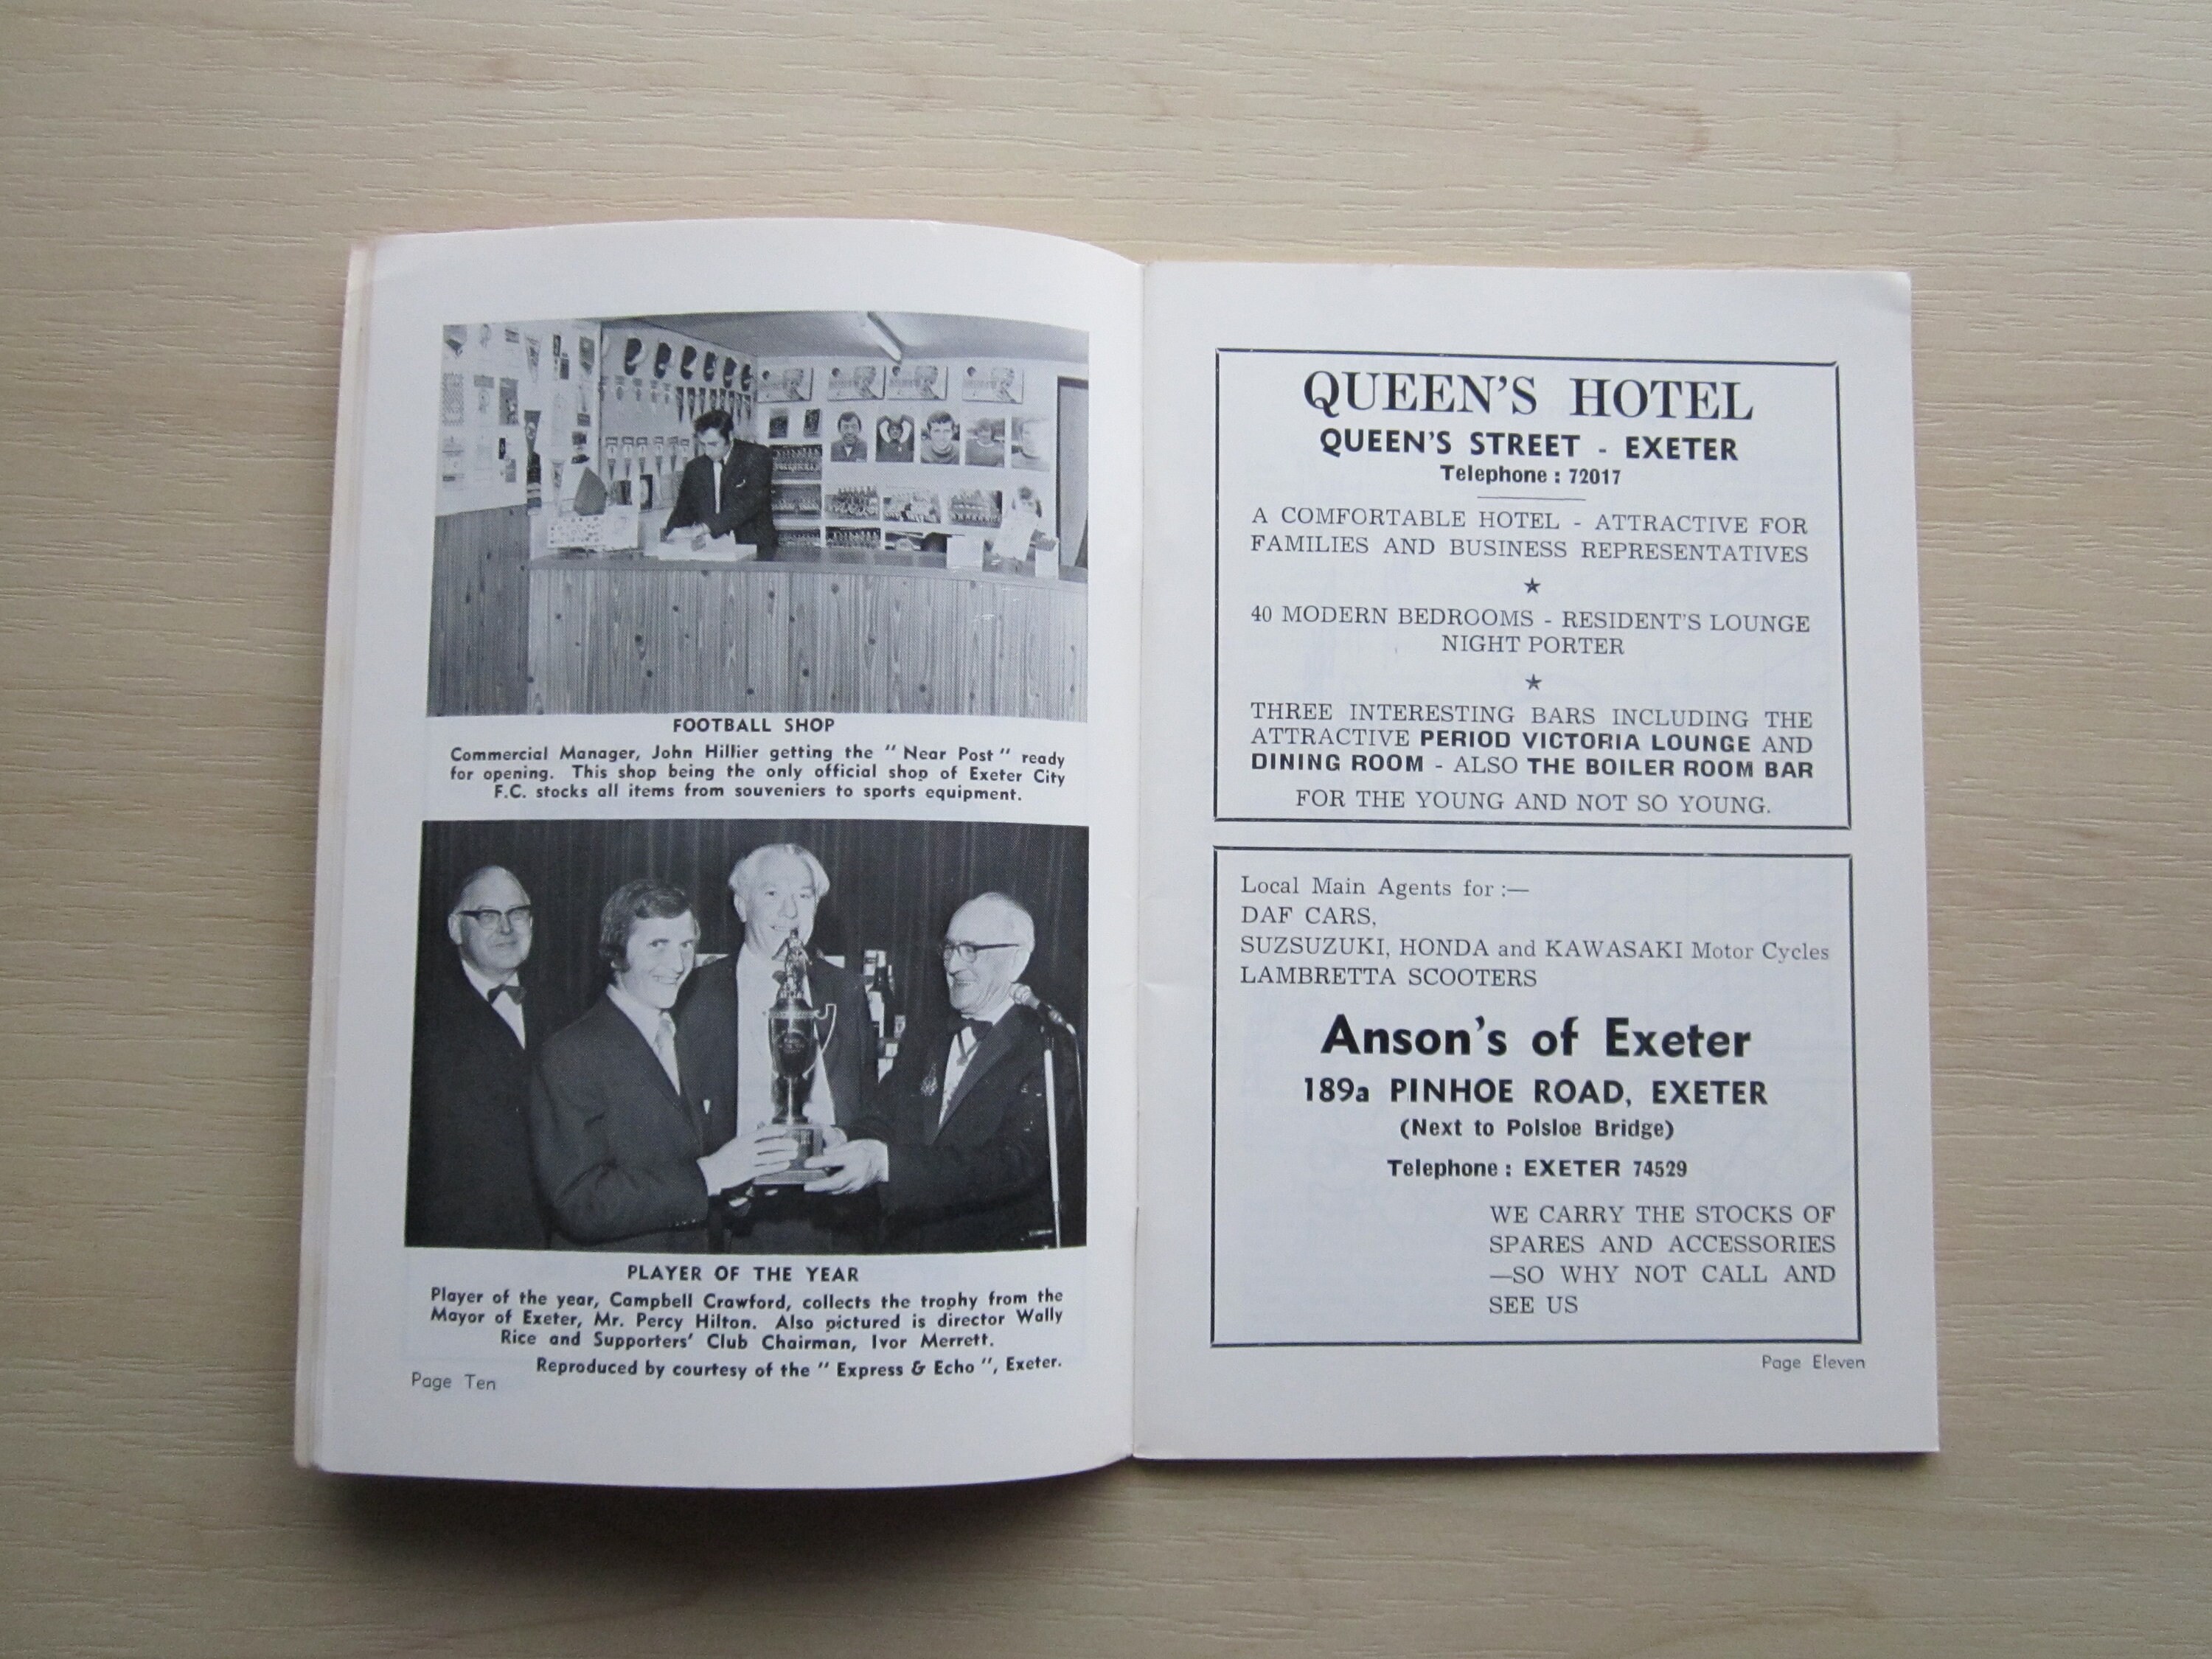 FOOTBALL SHOP
Commercial Manager, John Hillier getting the " Near Post " ready
for opening. This shop being the only official shop of Exeter City
F.C. stocks all items from souveniers to sports equipment.
PLAYER OF THE YEAR
Player of the year, Campbell Crawford, collects the trophy from the
Mayor of Exeter, Mr. Percy Hilton. Also pictured is director Wally
Rice and Supporters' Club Chairman, Ivor Merrett.
Reproduced by courtesy of the " Express & Echo ", Exeter.
Page Ten
QUEEN'S HOTEL
QUEEN'S STREET - EXETER
Telephone : 72017
A COMFORTABLE HOTEL - ATTRACTIVE FOR
FAMILIES AND BUSINESS REPRESENTATIVES
★
40 MODERN BEDROOMS - RESIDENT'S LOUNGE
NIGHT PORTER
★
THREE INTERESTING BARS INCLUDING THE
ATTRACTIVE PERIOD VICTORIA LOUNGE AND
DINING ROOM - ALSO THE BOILER ROOM BAR
FOR THE YOUNG AND NOT SO YOUNG.
Local Main Agents for :—
DAF CARS,
SUZSUZUKI, HONDA and KAWASAKI Motor Cycles
LAMBRETTA SCOOTERS
Anson's of Exeter
189a PINHOE ROAD, EXETER
(Next to Polsloe Bridge)
Telephone : EXETER 74529
WE CARRY THE STOCKS OF
SPARES AND ACCESSORIES
—SO WHY NOT CALL AND
SEE US
Page Eleven